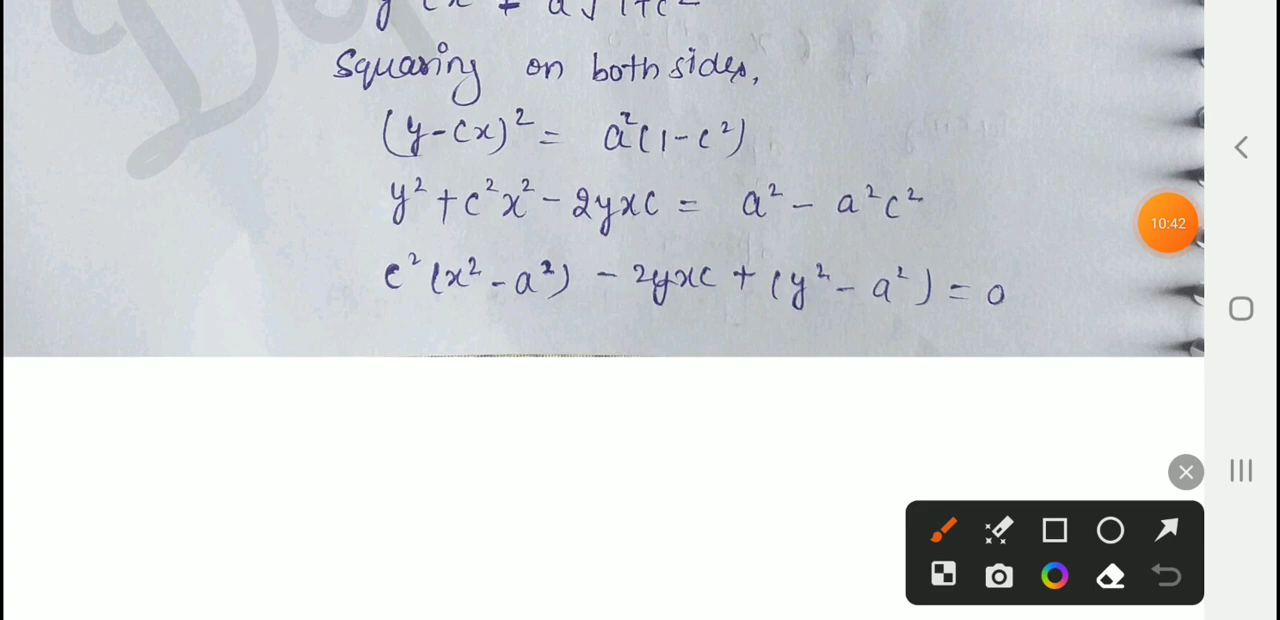 Squaring on both sides,
(y-cx)² = a²(1-c²)
y²+c²x²-2yxc = a²-a²c²
10:42
c²(x²-a²) - 2yxc + (y²-a²) = 0